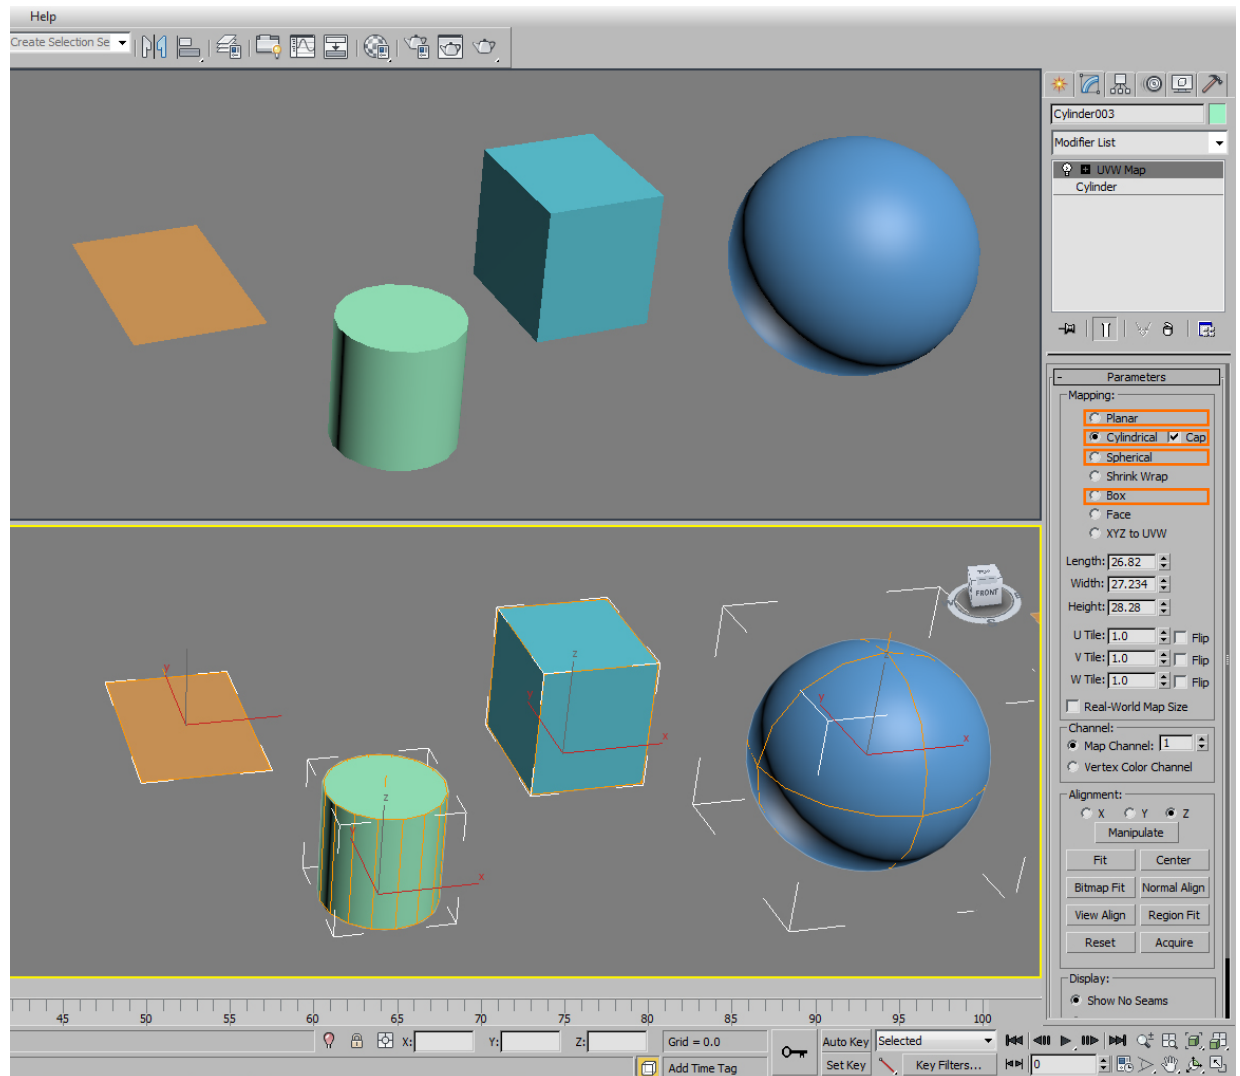 Help
Create Selection Se
Cylinder003
Modifier List
UVW Map
Cylinder
- Parameters
Mapping:
Planar
Cylindrical Cap
Spherical
Shrink Wrap
Box
Face
XYZ to UVW
Length: 26.82
Width: 27.234
Height: 28.28
U Tile: 1.0 Flip
V Tile: 1.0 Flip
W Tile: 1.0 Flip
Real-World Map Size
Channel:
Map Channel: 1
Vertex Color Channel
Alignment:
X Y Z
Manipulate
Fit Center
Bitmap Fit Normal Align
View Align Region Fit
Reset Acquire
Display:
Show No Seams
FRONT
y
z
x
z
y
x
y
x
45 50 55 60 65 70 75 80 85 90 95 100
X: Y: Z: Grid = 0.0 Auto Key Selected
Add Time Tag Set Key Key Filters... 0